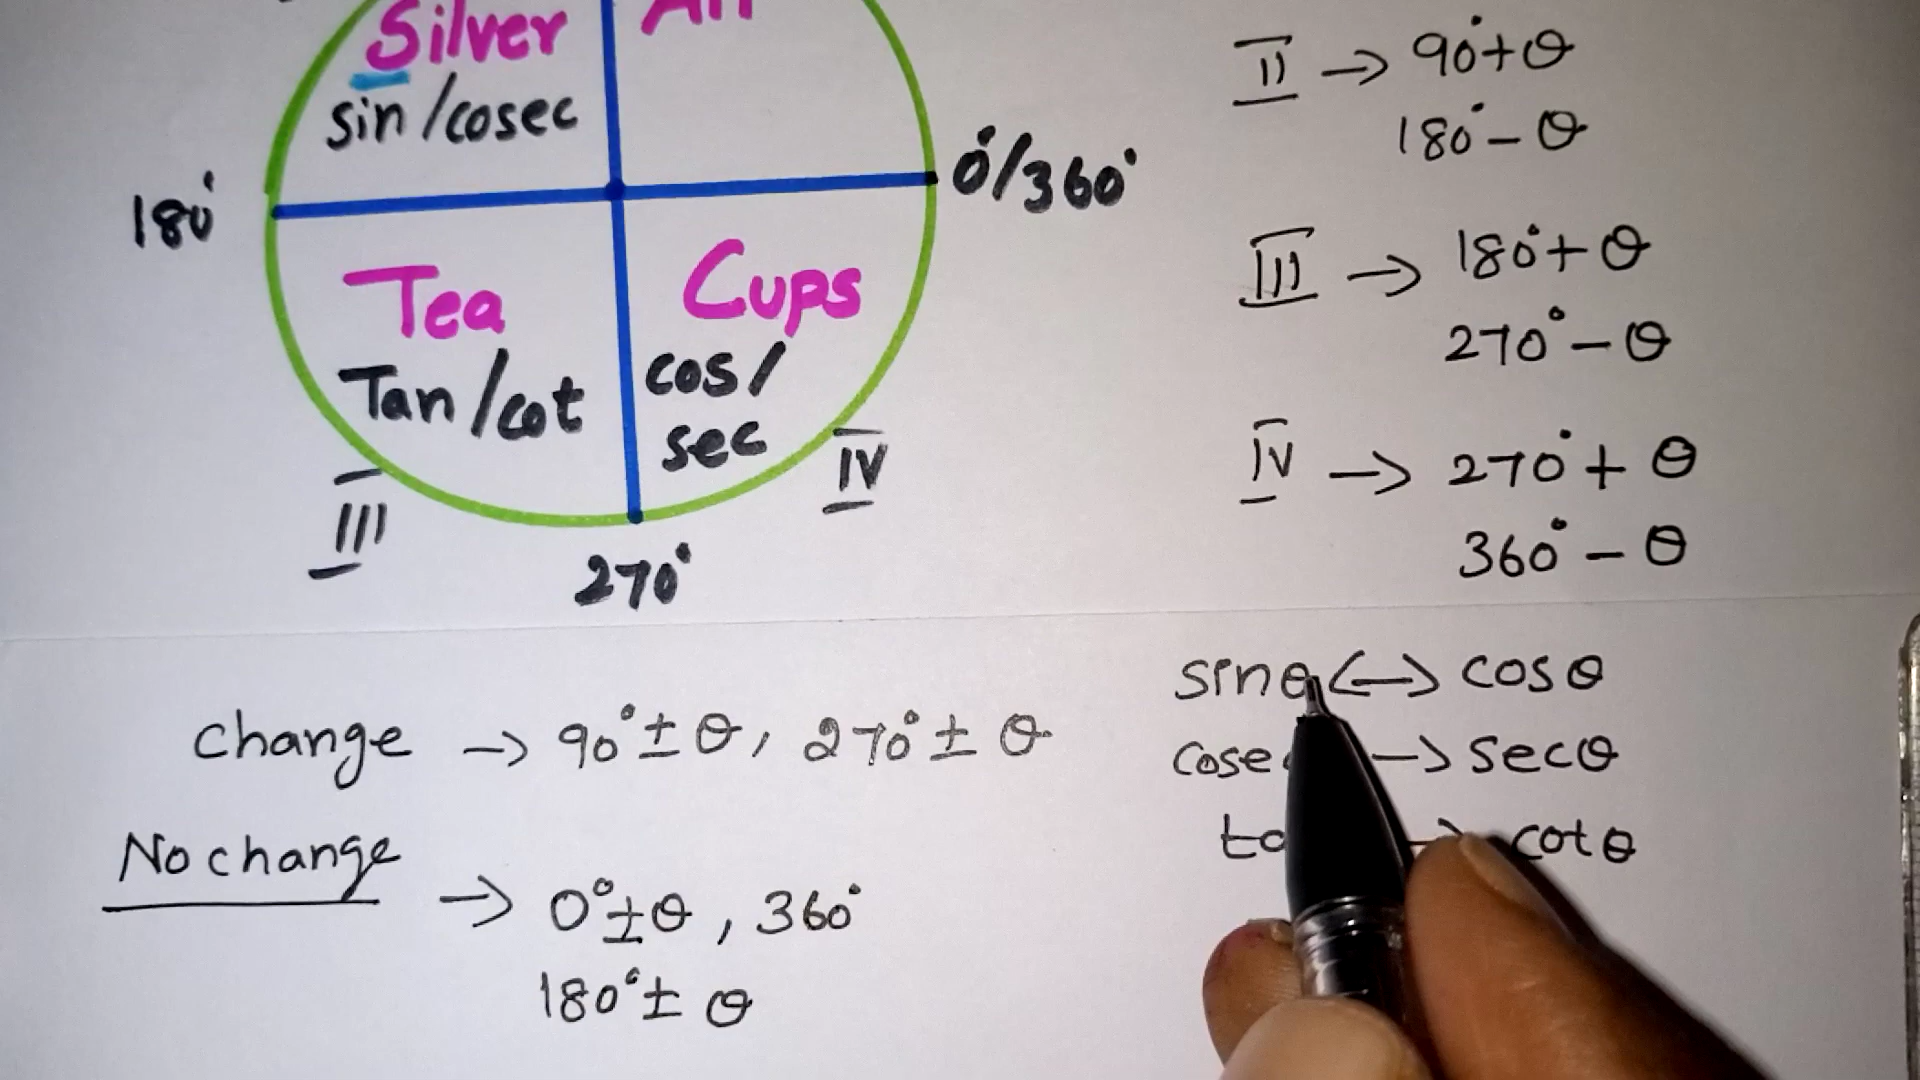 Silver
sin/cosec
180°
0°/360°
Tea
Tan/cot
Cups
cos/
sec
III
IV
270°
II → 90°+θ
180°-θ
III → 180°+θ
270°-θ
IV → 270°+θ
360°-θ
change → 90°±θ, 270°±θ
No change → 0°±θ, 360°
180°±θ
sinθ ↔ cosθ
→ secθ
→ cotθ